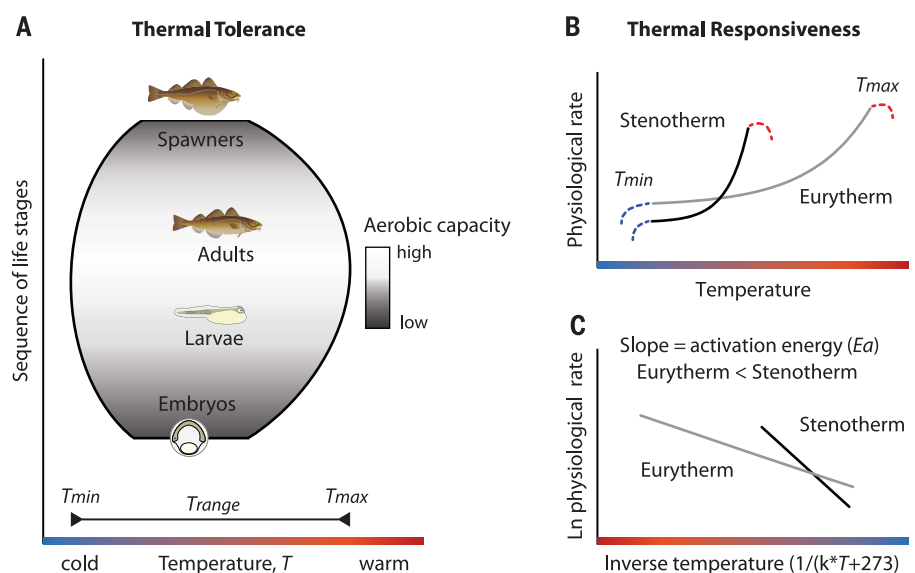 A
Thermal Tolerance
Sequence of life stages
Spawners
Adults
Larvae
Embryos
Aerobic capacity
high
low
Tmin
Trange
Tmax
cold
Temperature, T
warm
B
Thermal Responsiveness
Physiological rate
Tmax
Stenotherm
Tmin
Eurytherm
Temperature
C
Ln physiological rate
Slope = activation energy (Ea)
Eurytherm < Stenotherm
Stenotherm
Eurytherm
Inverse temperature (1/(k*T+273)